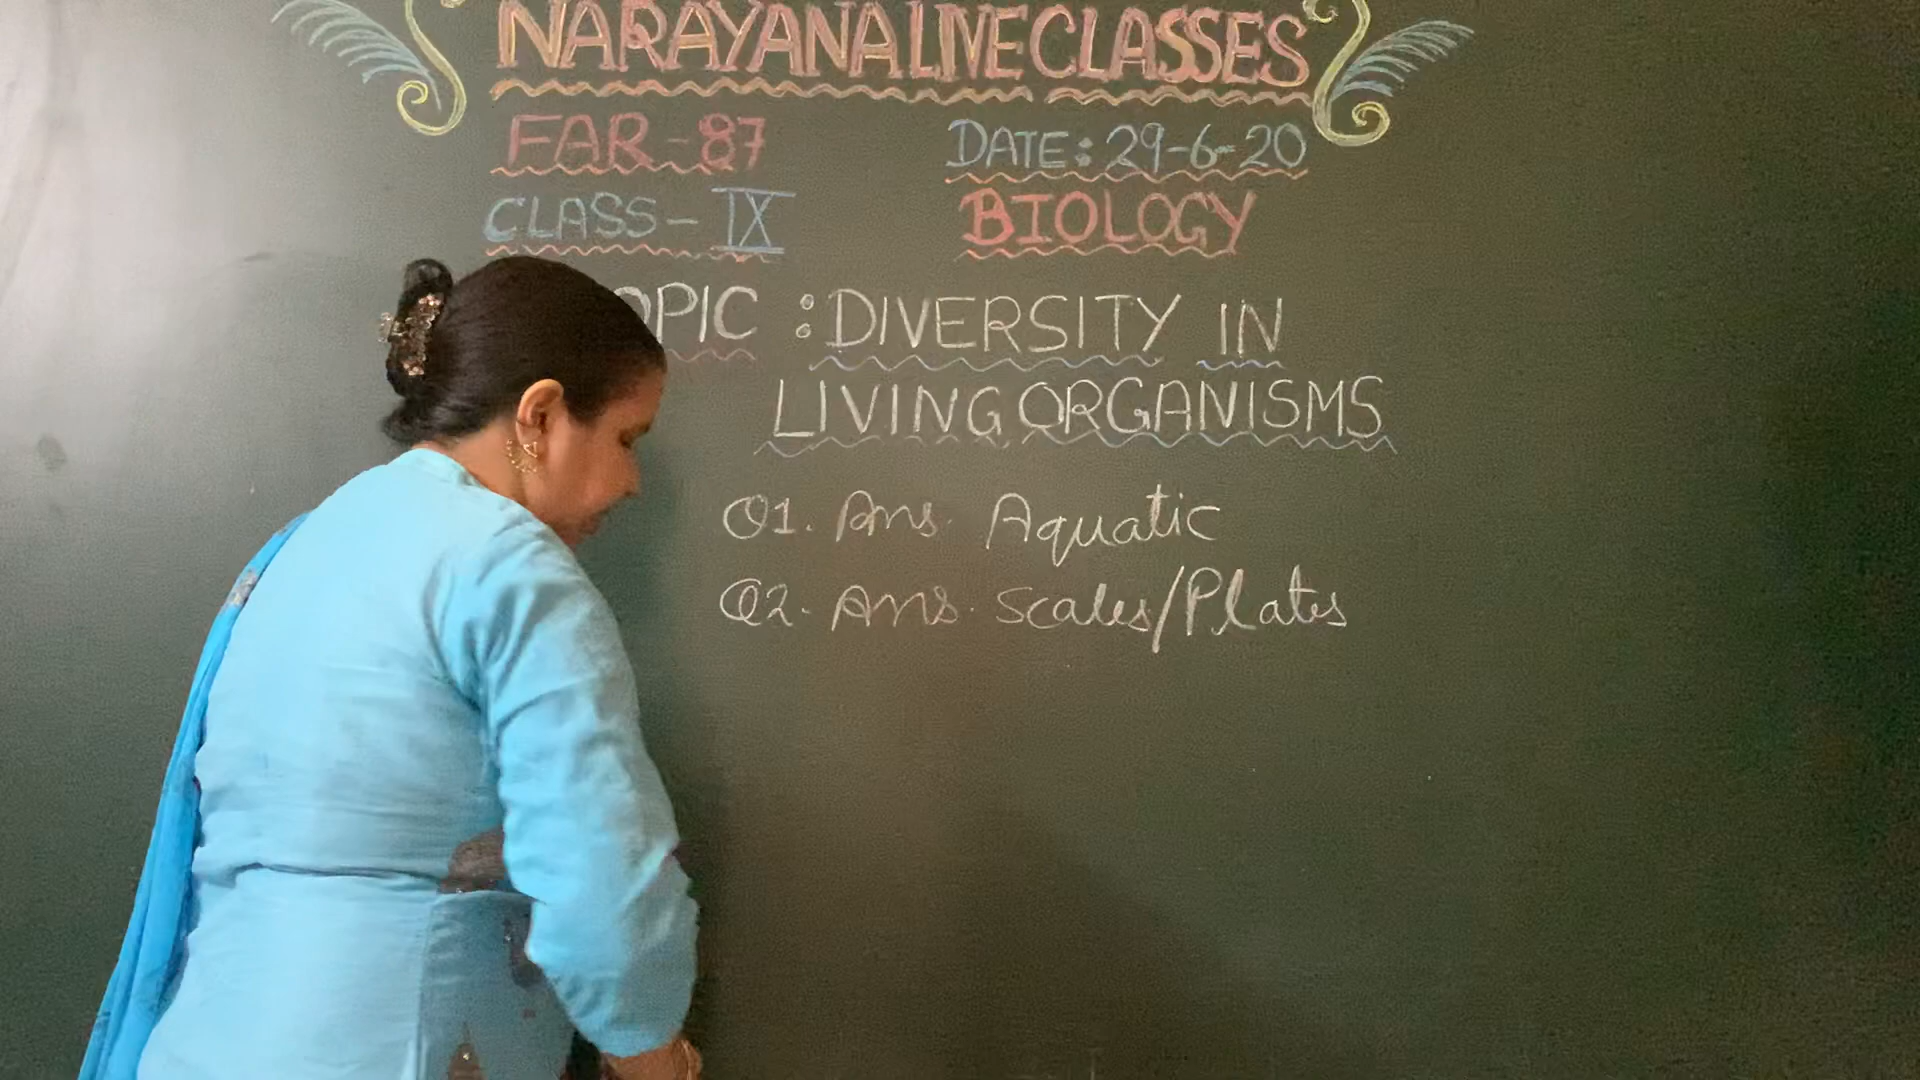 NARAYANA LIVE CLASSES
FAR-87 DATE: 29-6-20
CLASS-IX BIOLOGY
OPIC : DIVERSITY IN
LIVING ORGANISMS
Q1. Ans. Aquatic
Q2. Ans. Scales/Plates